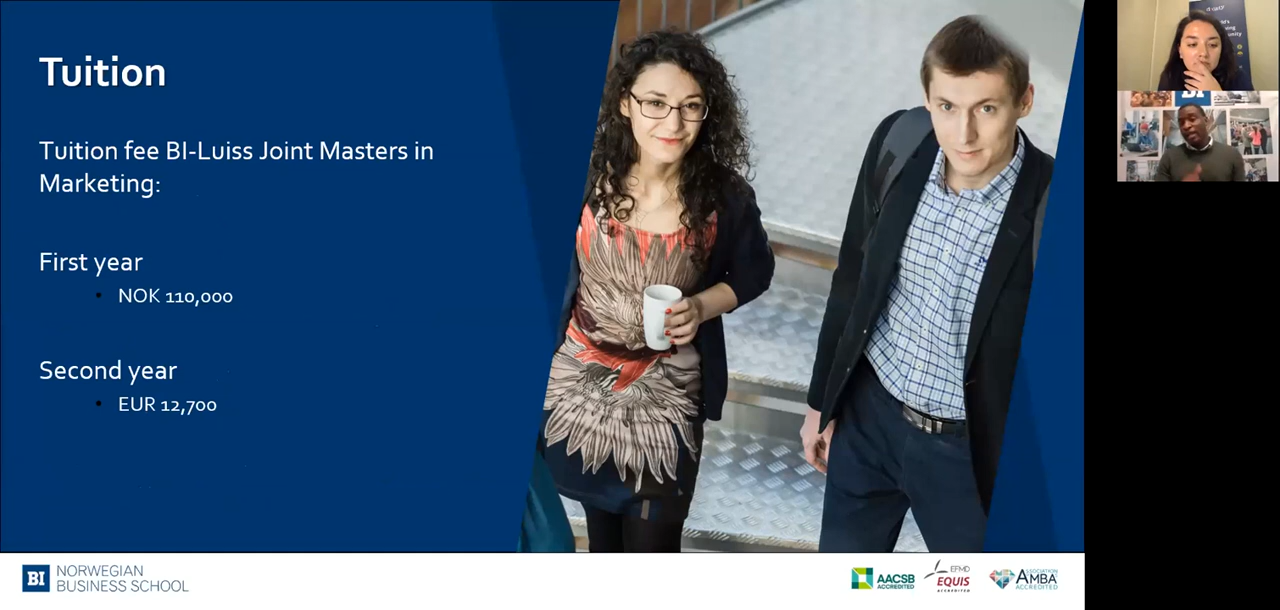 Tuition
Tuition fee BI-Luiss Joint Masters in
Marketing:
First year
• NOK 110,000
Second year
• EUR 12,700
BI NORWEGIAN
BUSINESS SCHOOL
AACSB
ACCREDITED
EFMD
EQUIS
ACCREDITED
ASSOCIATION
AMBA
ACCREDITED
BI